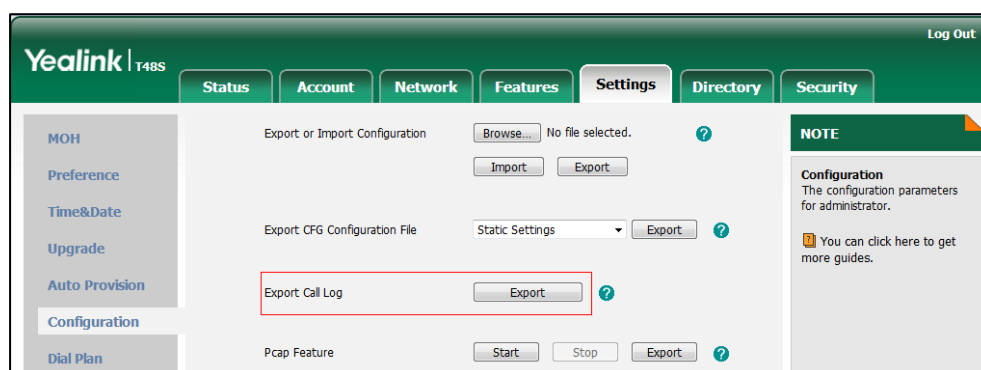 Log Out
Yealink | T48S
Status Account Network Features Settings Directory Security
MOH
Preference
Time&Date
Upgrade
Auto Provision
Configuration
Dial Plan
Export or Import Configuration Browse... No file selected. ?
Import Export
Export CFG Configuration File Static Settings Export ?
Export Call Log Export ?
Pcap Feature Start Stop Export ?
NOTE
Configuration
The configuration parameters
for administrator.
? You can click here to get
more guides.